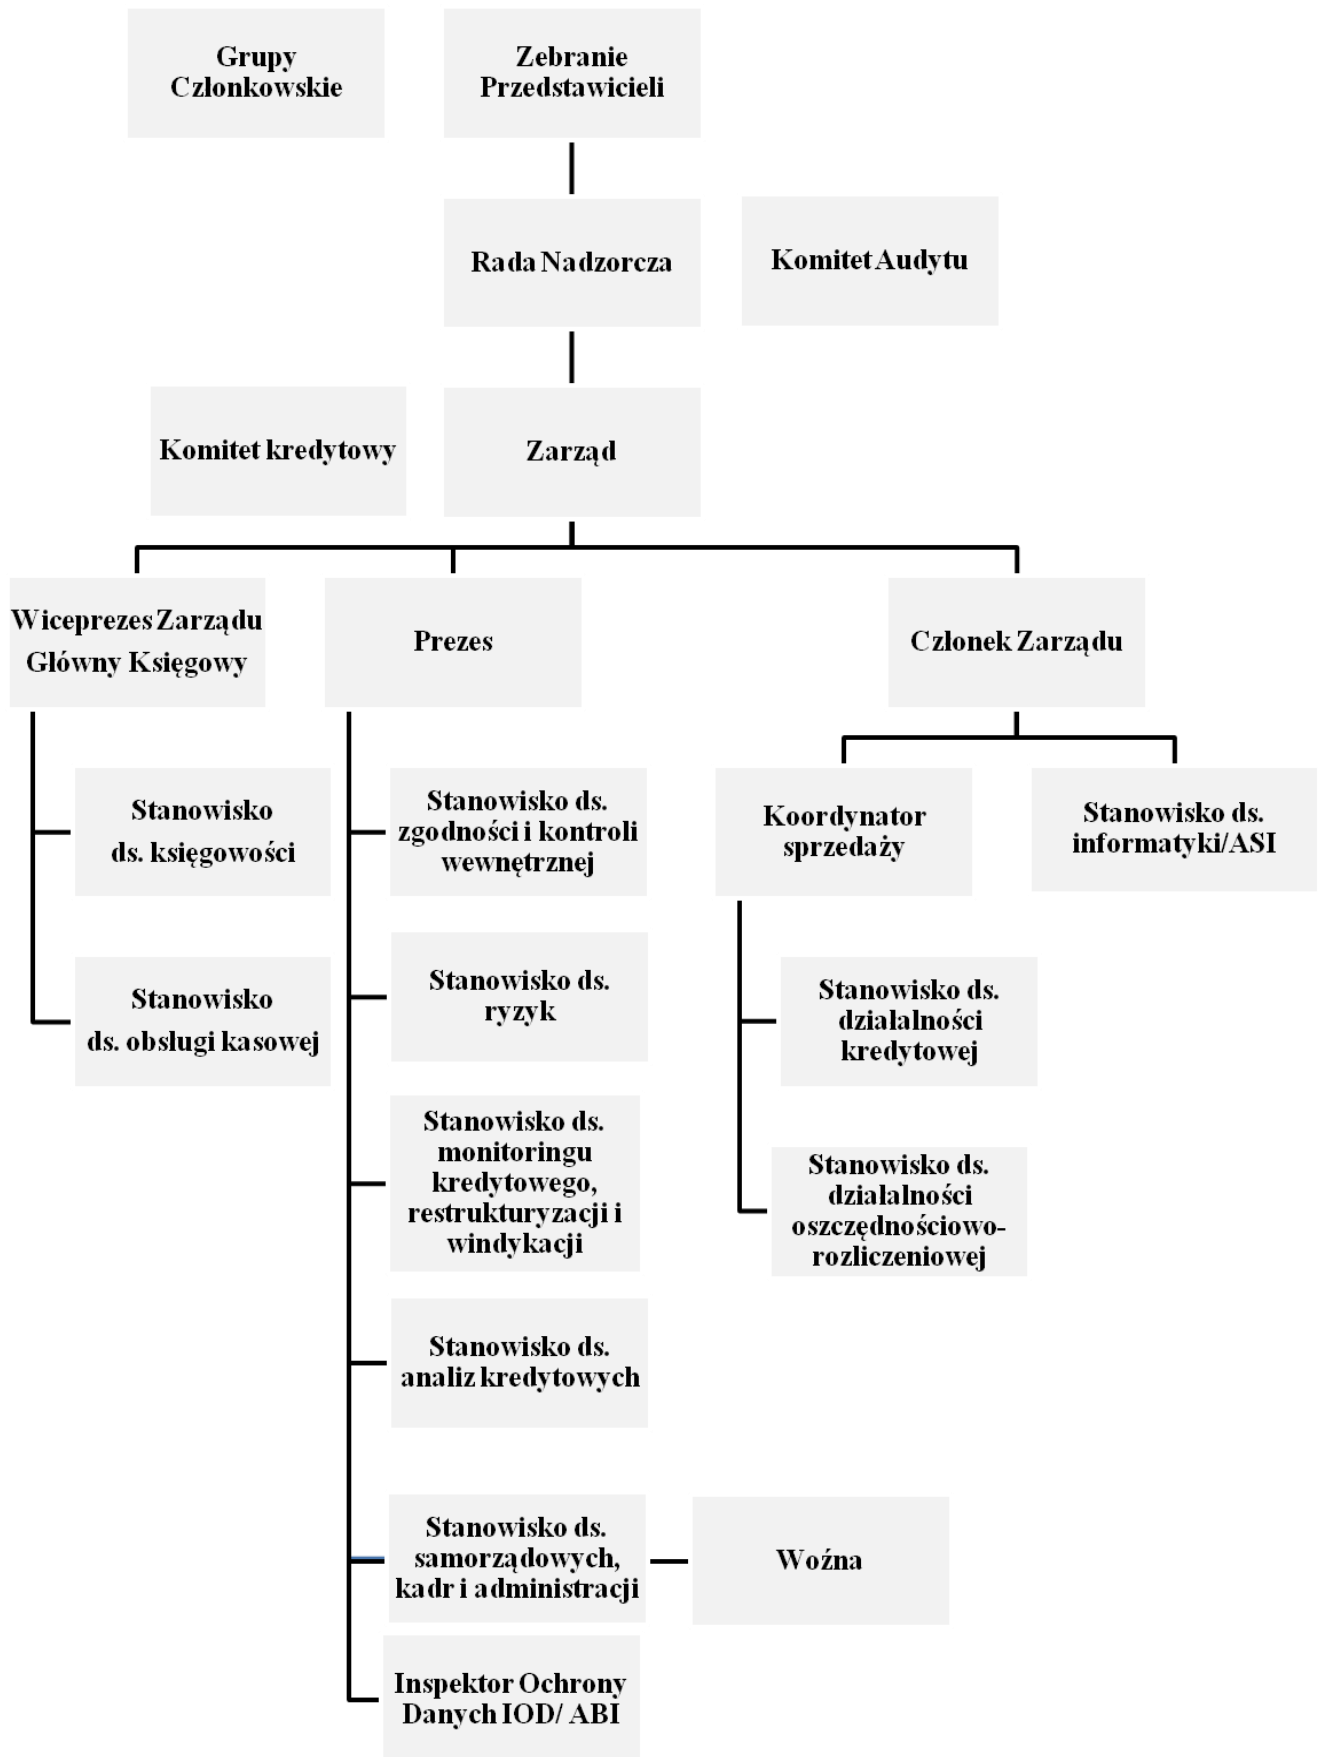 Grupy
Członkowskie
Zebranie
Przedstawicieli
Rada Nadzorcza
Komitet Audytu
Komitet kredytowy
Zarząd
Wiceprezes Zarządu
Główny Księgowy
Prezes
Członek Zarządu
Stanowisko
ds. księgowości
Stanowisko ds.
zgodności i kontroli
wewnętrznej
Koordynator
sprzedaży
Stanowisko ds.
informatyki/ASI
Stanowisko
ds. obsługi kasowej
Stanowisko ds.
ryzyk
Stanowisko ds.
działalności
kredytowej
Stanowisko ds.
monitoringu
kredytowego,
restrukturyzacji i
windykacji
Stanowisko ds.
działalności
oszczędnościowo-
rozliczeniowej
Stanowisko ds.
analiz kredytowych
Stanowisko ds.
samorządowych,
kadr i administracji
Woźna
Inspektor Ochrony
Danych IOD/ ABI